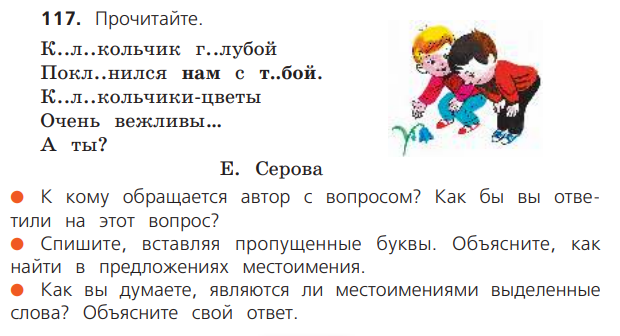 117. Прочитайте.
К..л..кольчик г..лубой
Покл..нился нам с т..бой.
К..л..кольчики-цветы
Очень вежливы...
А ты?
Е. Серова
К кому обращается автор с вопросом? Как бы вы отве-
тили на этот вопрос?
Спишите, вставляя пропущенные буквы. Объясните, как
найти в предложениях местоимения.
Как вы думаете, являются ли местоимениями выделенные
слова? Объясните свой ответ.